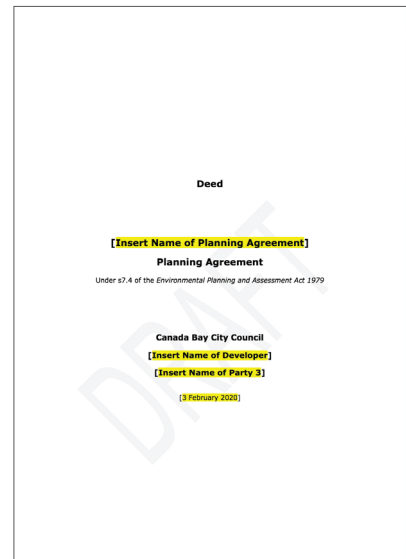 Deed
[Insert Name of Planning Agreement]
Planning Agreement
Under s7.4 of the Environmental Planning and Assessment Act 1979
Canada Bay City Council
[Insert Name of Developer]
[Insert Name of Party 3]
[3 February 2020]
DRAFT